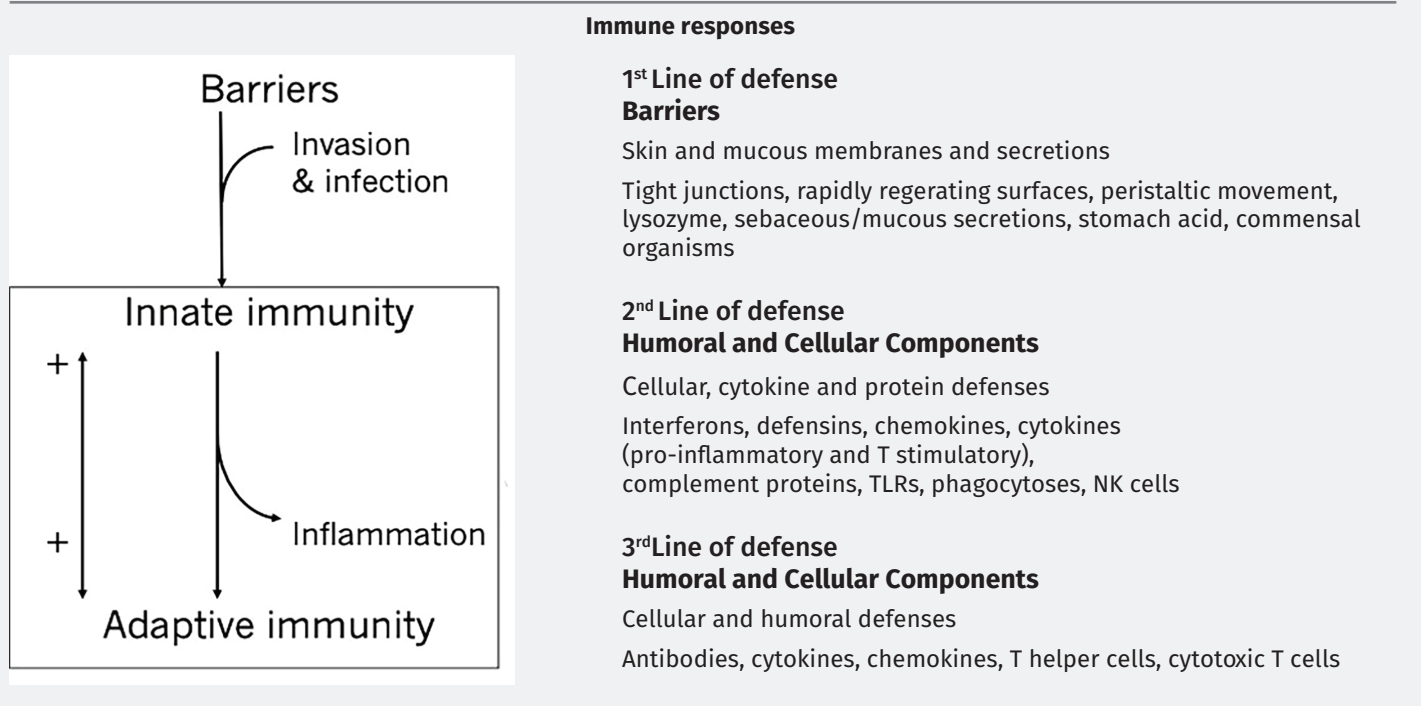 Immune responses
Barriers
Invasion
& infection
Innate immunity
+
+
Inflammation
Adaptive immunity
1st Line of defense
Barriers
Skin and mucous membranes and secretions
Tight junctions, rapidly regerating surfaces, peristaltic movement,
lysozyme, sebaceous/mucous secretions, stomach acid, commensal
organisms
2nd Line of defense
Humoral and Cellular Components
Cellular, cytokine and protein defenses
Interferons, defensins, chemokines, cytokines
(pro-inflammatory and T stimulatory),
complement proteins, TLRs, phagocytoses, NK cells
3rdLine of defense
Humoral and Cellular Components
Cellular and humoral defenses
Antibodies, cytokines, chemokines, T helper cells, cytotoxic T cells